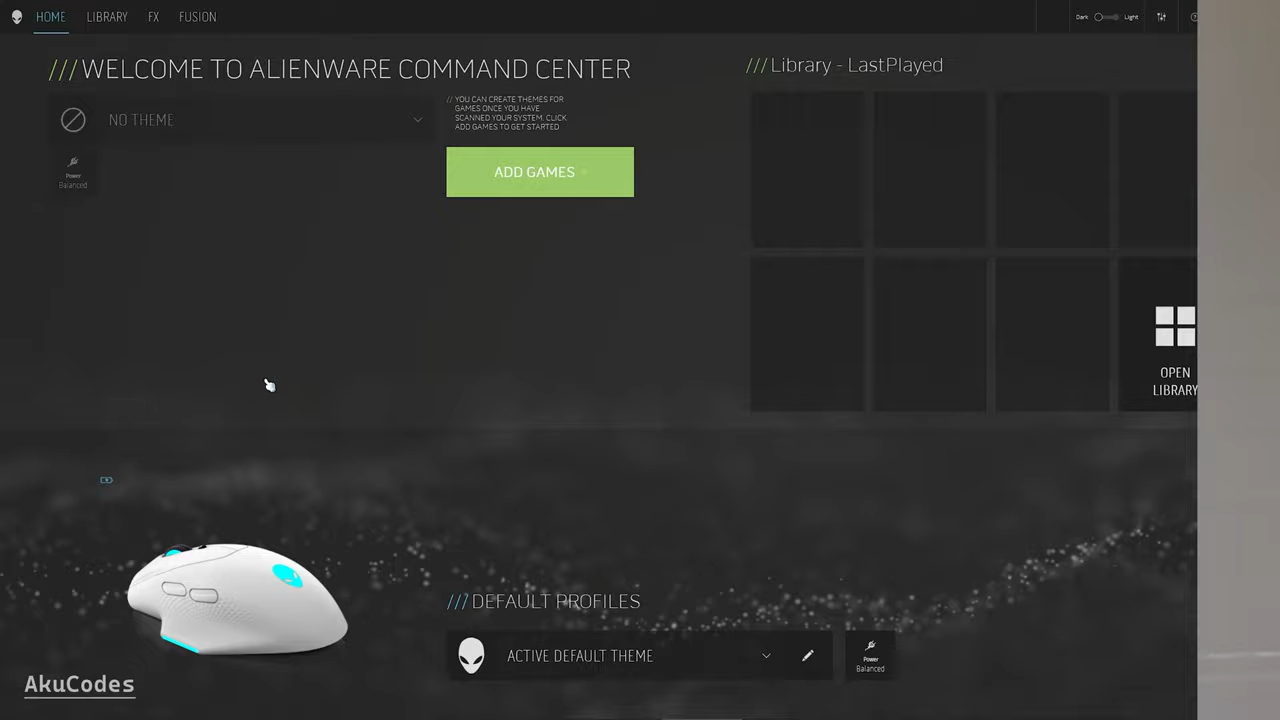 HOME LIBRARY FX FUSION
Dark Light
///WELCOME TO ALIENWARE COMMAND CENTER
///Library - LastPlayed
NO THEME
// YOU CAN CREATE THEMES FOR
GAMES ONCE YOU HAVE
SCANNED YOUR SYSTEM. CLICK
ADD GAMES TO GET STARTED
Power
Balanced
ADD GAMES
OPEN
LIBRARY
///DEFAULT PROFILES
ACTIVE DEFAULT THEME
Power
Balanced
AkuCodes